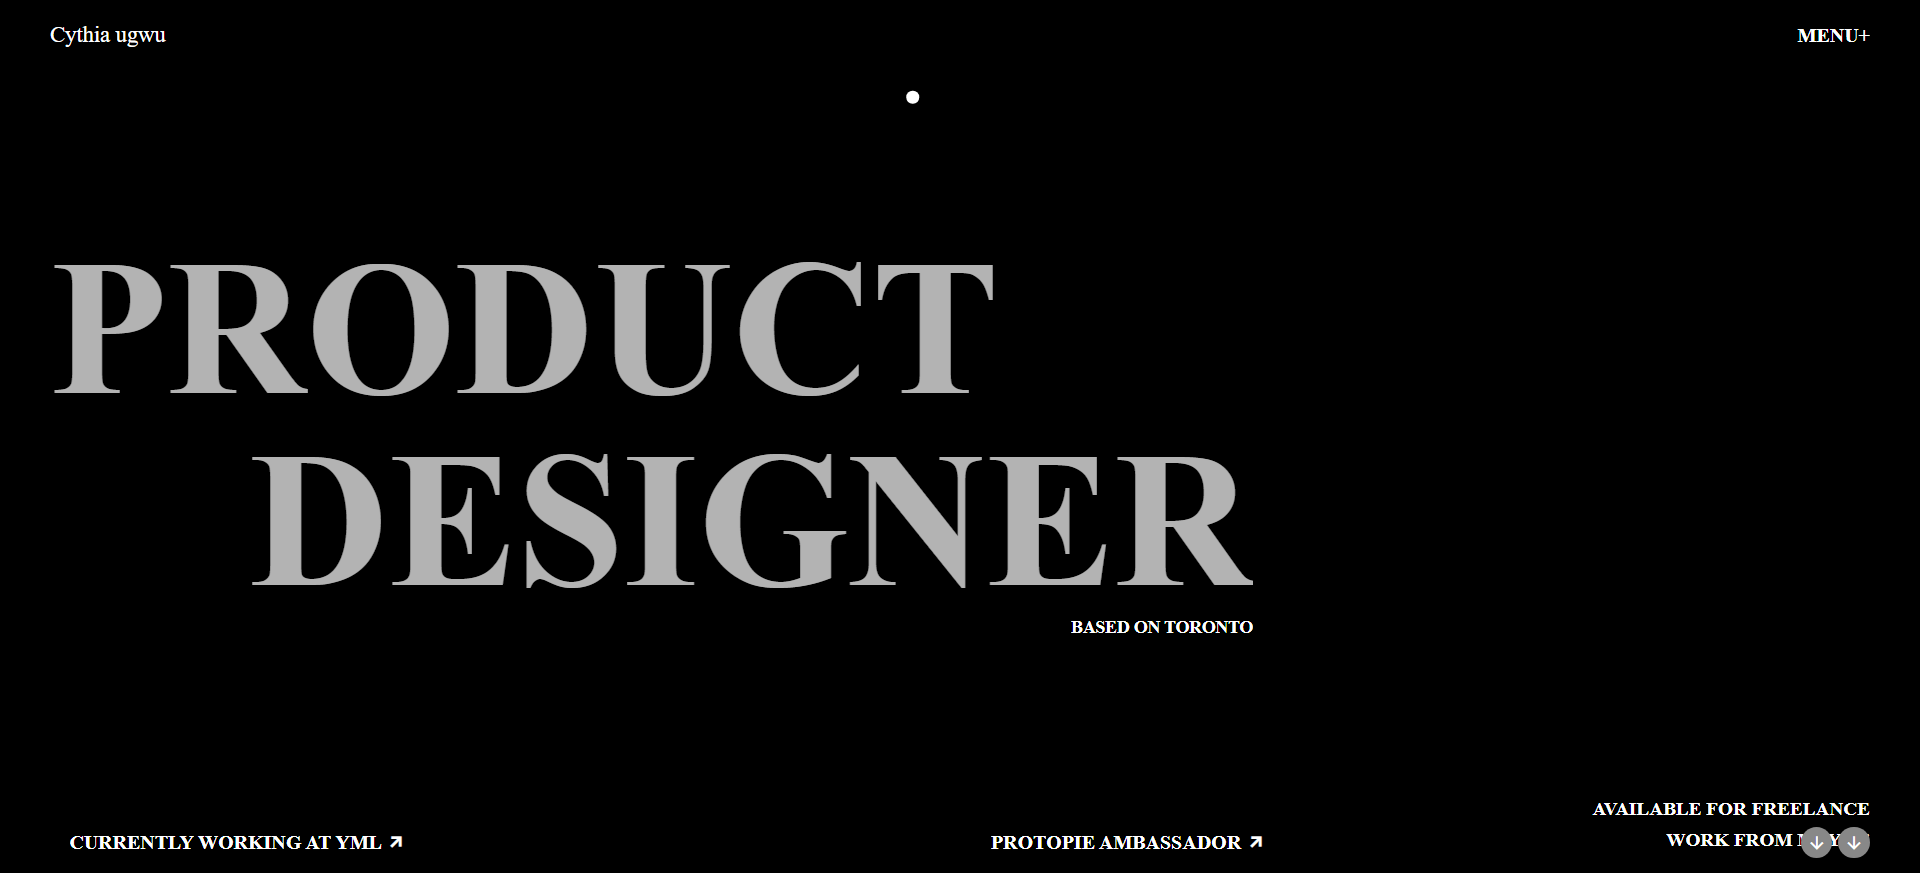 Cythia ugwu
MENU+
PRODUCT
DESIGNER
BASED ON TORONTO
CURRENTLY WORKING AT YML
PROTOPIE AMBASSADOR
AVAILABLE FOR FREELANCE
WORK FROM